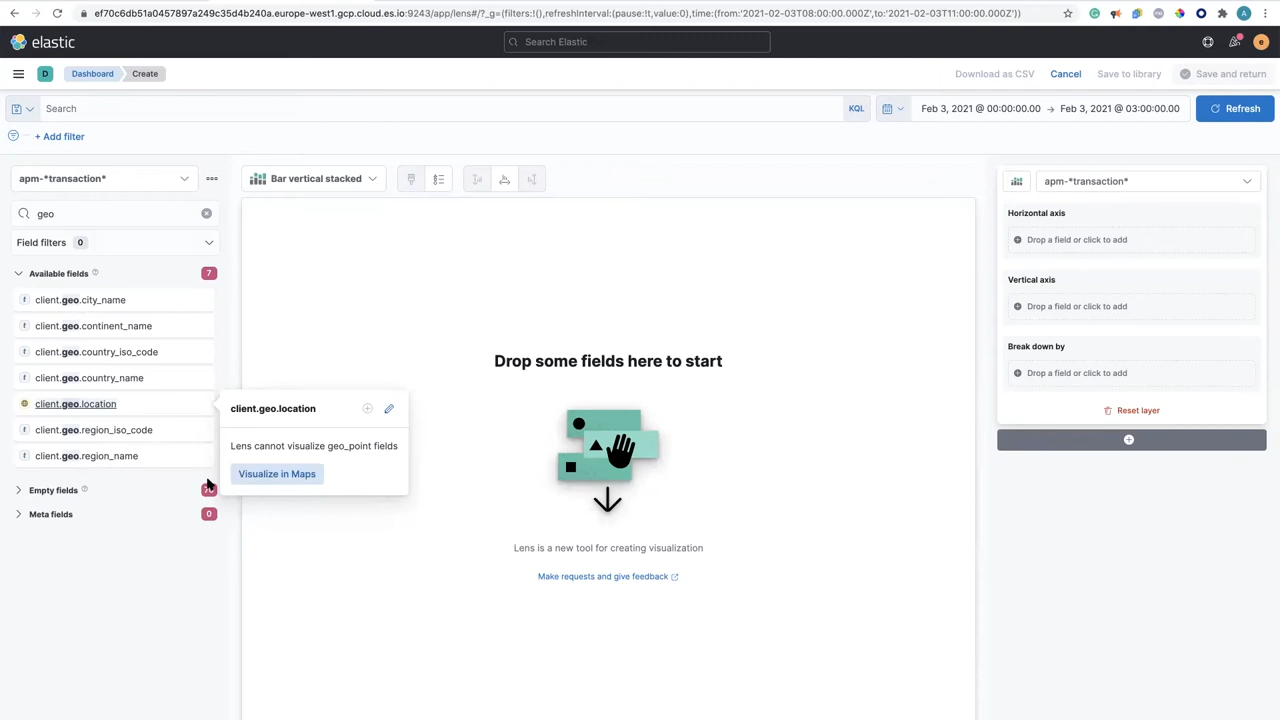 ef70c6db51a0457897a249c35d4b240a.europe-west1.gcp.cloud.es.io:9243/app/lens#/?_g=(filters:!(),refreshInterval:(pause:!t,value:0),time:(from:'2021-02-03T08:00:00.000Z',to:'2021-02-03T11:00:00.000Z'))
A
elastic
Search Elastic
e
D
Dashboard
Create
Download as CSV
Cancel
Save to library
Save and return
Search
KQL
Feb 3, 2021 @ 00:00:00.00 → Feb 3, 2021 @ 03:00:00.00
Refresh
+ Add filter
apm-*transaction*
Bar vertical stacked
apm-*transaction*
geo
Field filters 0
Available fields 7
t client.geo.city_name
t client.geo.continent_name
t client.geo.country_iso_code
t client.geo.country_name
client.geo.location
t client.geo.region_iso_code
t client.geo.region_name
Empty fields
Meta fields 0
client.geo.location
Lens cannot visualize geo_point fields
Visualize in Maps
Drop some fields here to start
Lens is a new tool for creating visualization
Make requests and give feedback
Horizontal axis
Drop a field or click to add
Vertical axis
Drop a field or click to add
Break down by
Drop a field or click to add
Reset layer